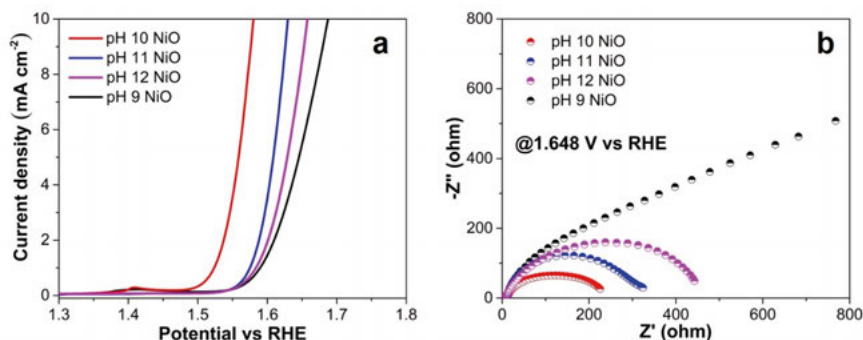 a
pH 10 NiO
pH 11 NiO
pH 12 NiO
pH 9 NiO
Current density (mA cm-2)
10
8
6
4
2
0
1.3 1.4 1.5 1.6 1.7 1.8
Potential vs RHE
b
pH 10 NiO
pH 11 NiO
pH 12 NiO
pH 9 NiO
@1.648 V vs RHE
-Z'' (ohm)
800
600
400
200
0
0 200 400 600 800
Z' (ohm)